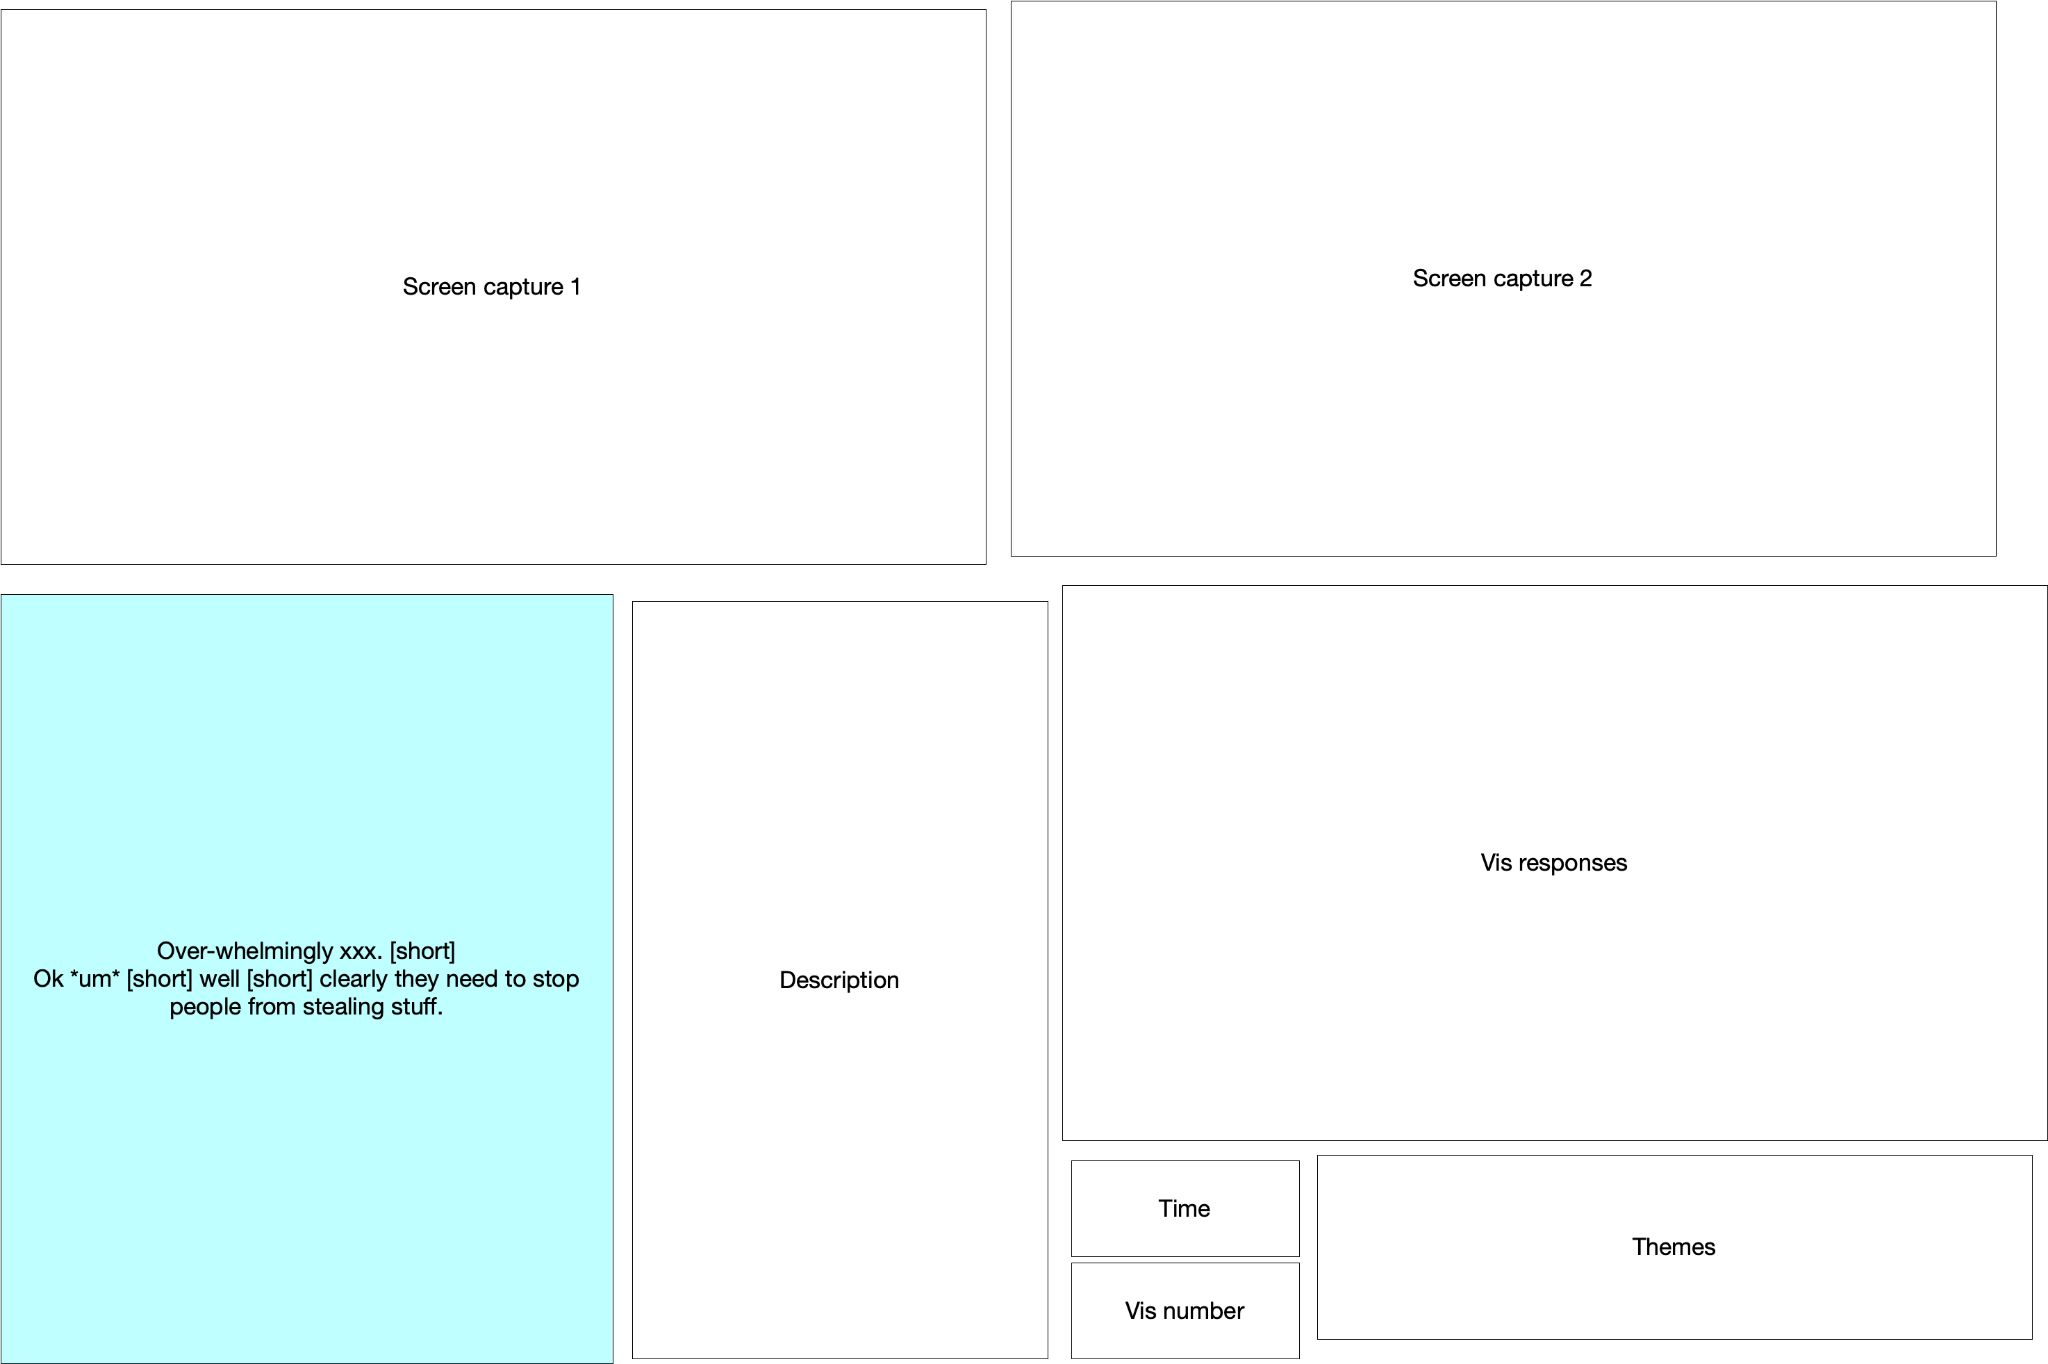 Screen capture 1
Screen capture 2
Over-whelmingly xxx. [short]
Ok *um* [short] well [short] clearly they need to stop
people from stealing stuff.
Description
Vis responses
Time
Vis number
Themes